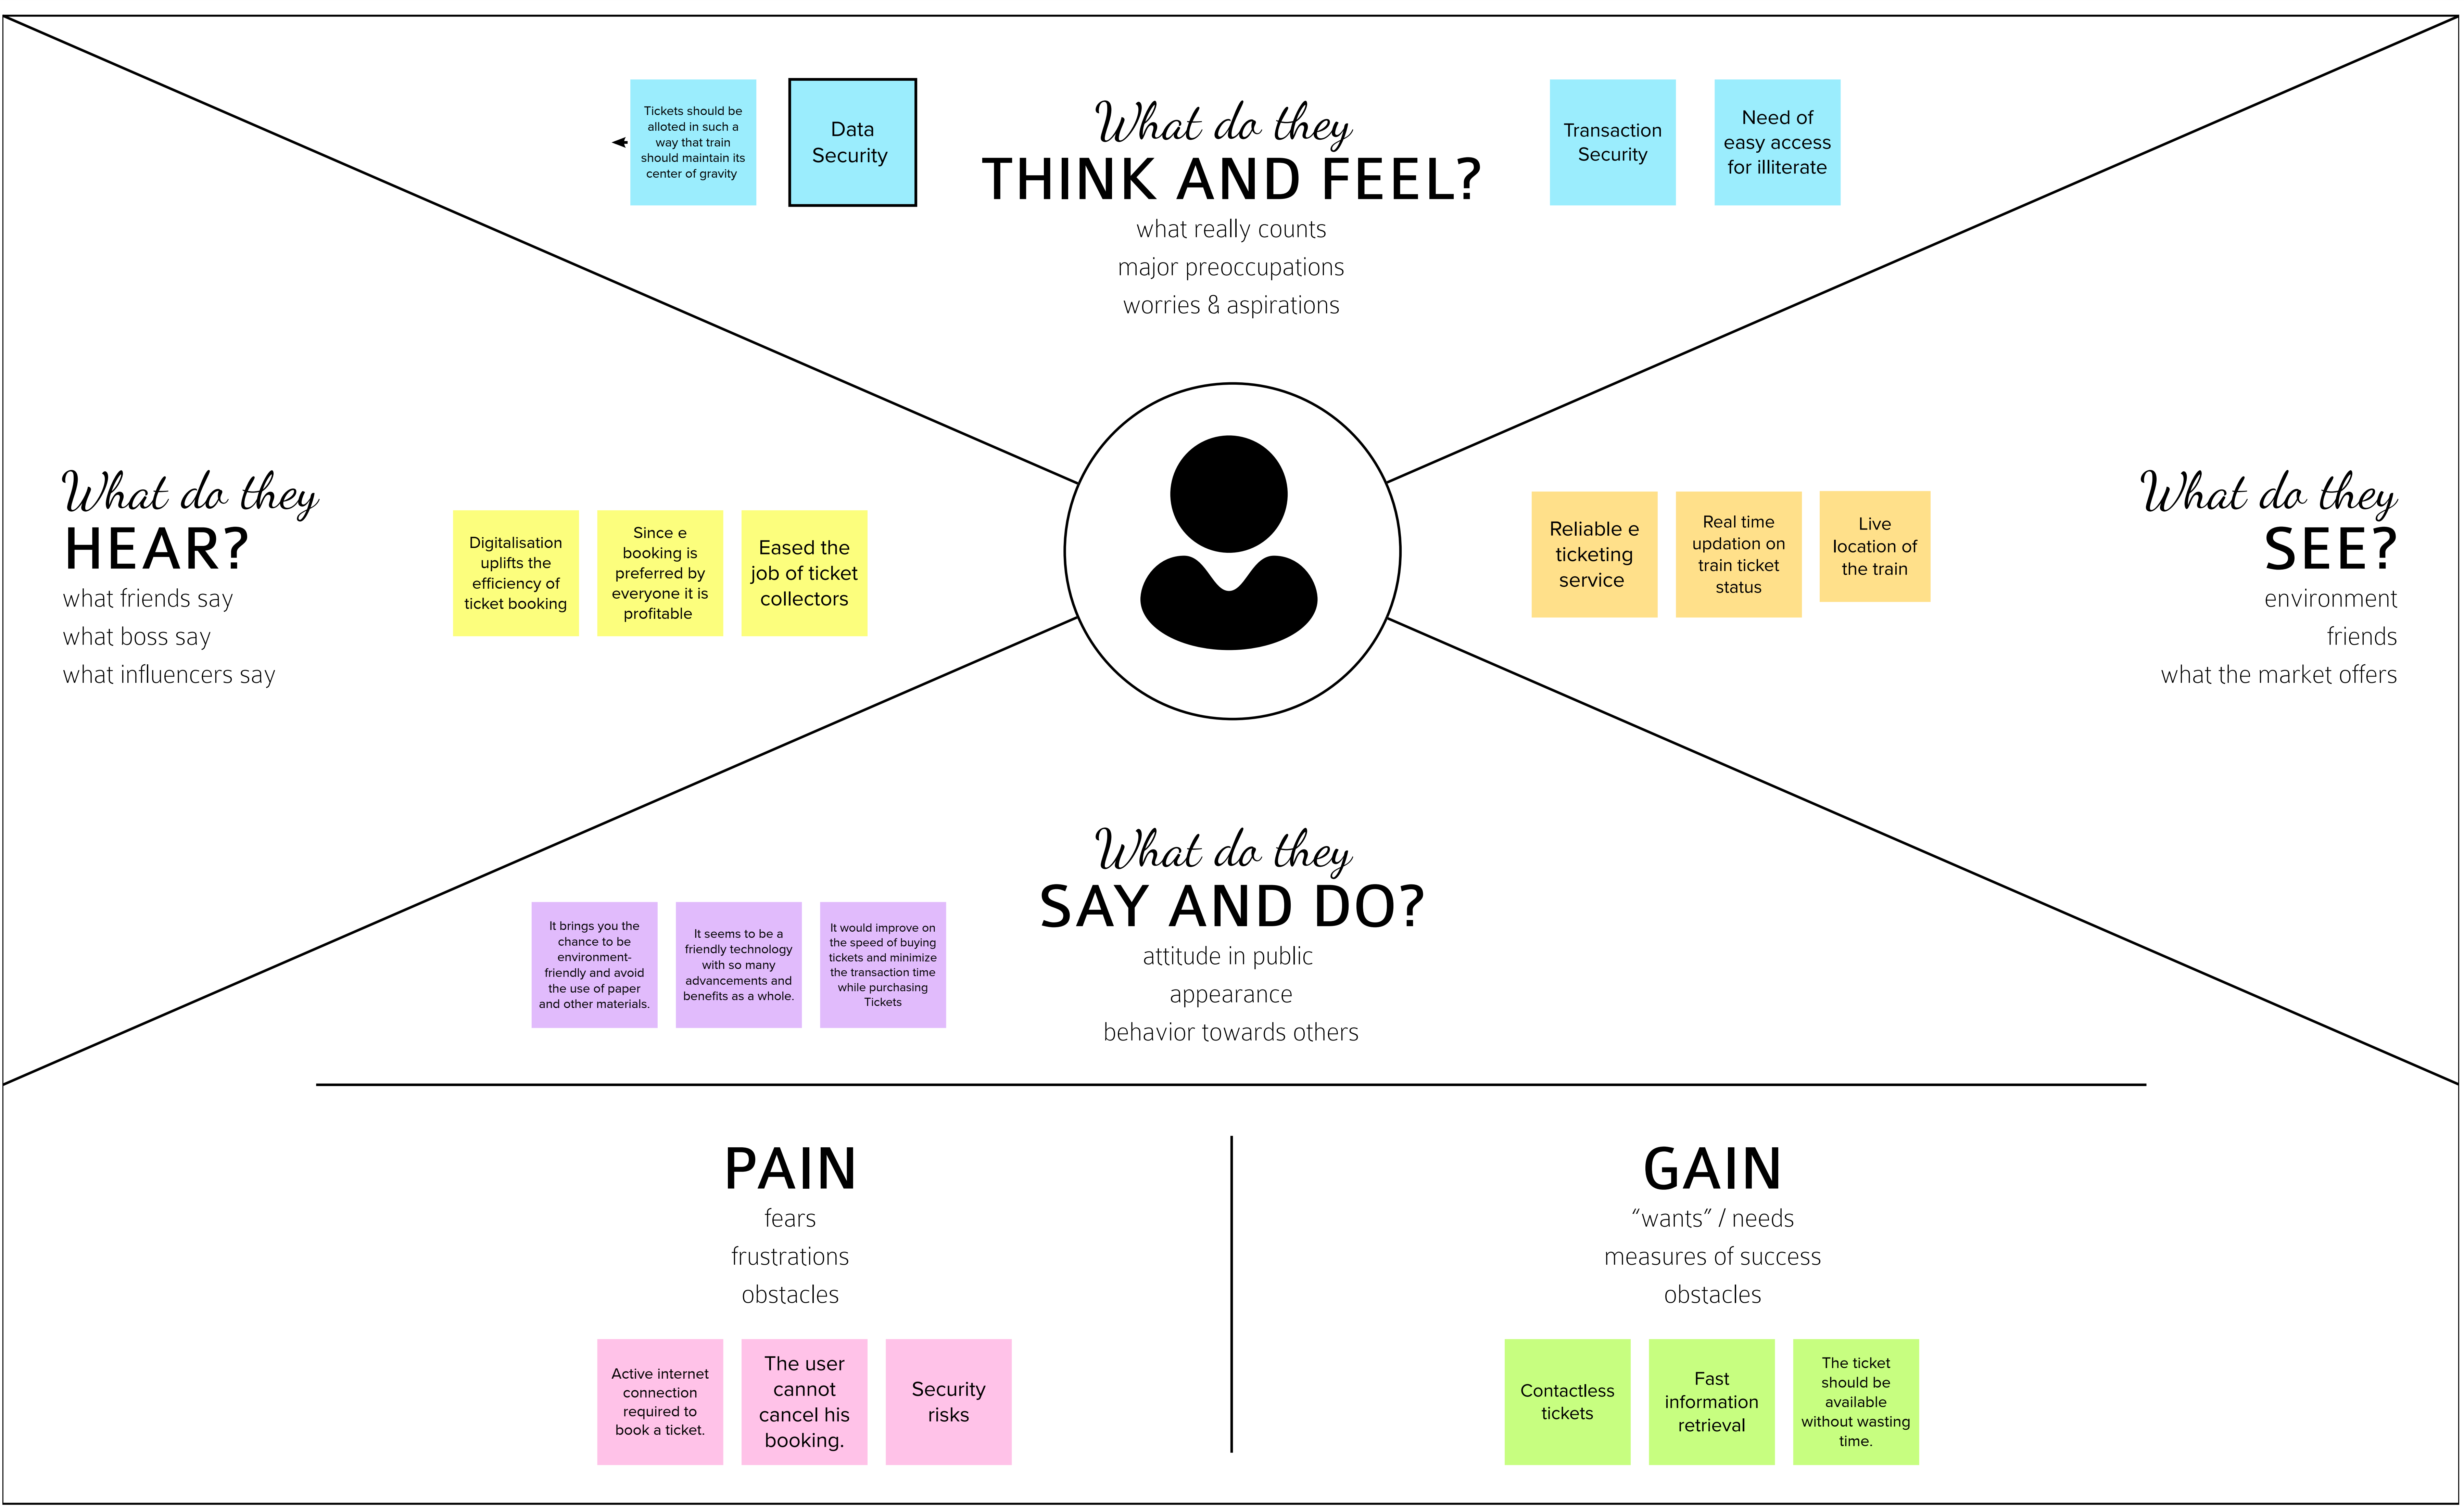 Tickets should be
alloted in such a
way that train
should maintain its
center of gravity
Data
Security
What do they
THINK AND FEEL?
what really counts
major preoccupations
worries & aspirations
Transaction
Security
Need of
easy access
for illiterate
What do they
HEAR?
what friends say
what boss say
what influencers say
Digitalisation
uplifts the
efficiency of
ticket booking
Since e
booking is
preferred by
everyone it is
profitable
Eased the
job of ticket
collectors
Reliable e
ticketing
service
Real time
updation on
train ticket
status
Live
location of
the train
What do they
SEE?
environment
friends
what the market offers
It brings you the
chance to be
environment-
friendly and avoid
the use of paper
and other materials.
It seems to be a
friendly technology
with so many
advancements and
benefits as a whole.
It would improve on
the speed of buying
tickets and minimize
the transaction time
while purchasing
Tickets
What do they
SAY AND DO?
attitude in public
appearance
behavior towards others
PAIN
fears
frustrations
obstacles
Active internet
connection
required to
book a ticket.
The user
cannot
cancel his
booking.
Security
risks
GAIN
“wants” / needs
measures of success
obstacles
Contactless
tickets
Fast
information
retrieval
The ticket
should be
available
without wasting
time.